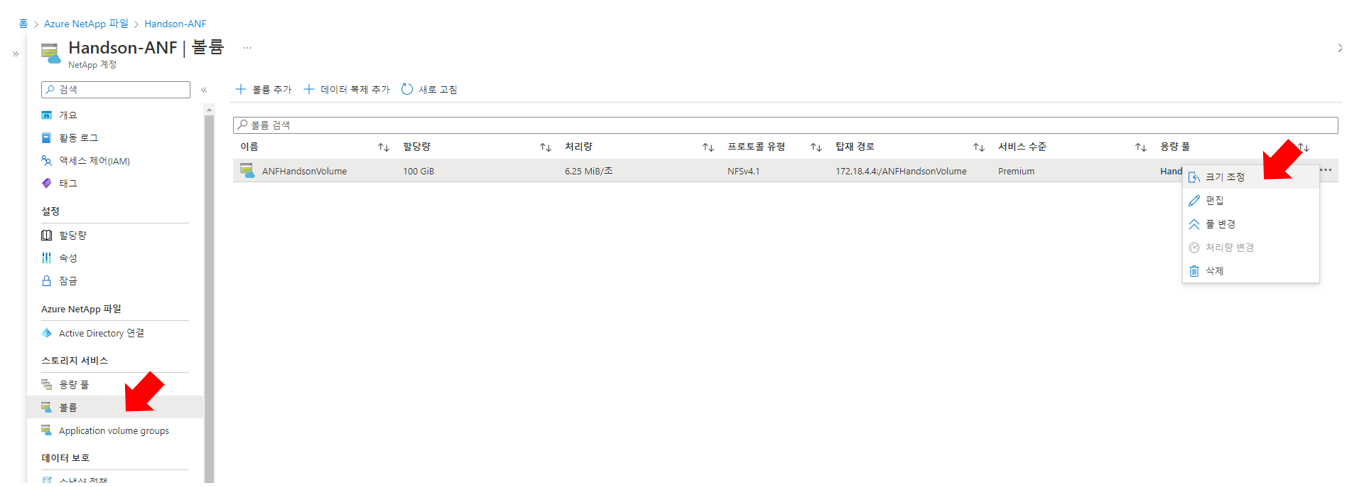 홈 > Azure NetApp 파일 > Handson-ANF
Handson-ANF | 볼륨 ...
NetApp 계정
»
검색 «
개요
활동 로그
액세스 제어(IAM)
태그
설정
할당량
속성
잠금
Azure NetApp 파일
Active Directory 연결
스토리지 서비스
용량 풀
볼륨
Application volume groups
데이터 보호
스냅샷 정책
+ 볼륨 추가 + 데이터 복제 추가 새로 고침
볼륨 검색
이름 할당량 처리량 프로토콜 유형 탑재 경로 서비스 수준 용량 풀
ANFHandsonVolume 100 GiB 6.25 MiB/초 NFSv4.1 172.18.4.4:/ANFHandsonVolume Premium Hand ...
크기 조정
편집
풀 변경
처리량 변경
삭제